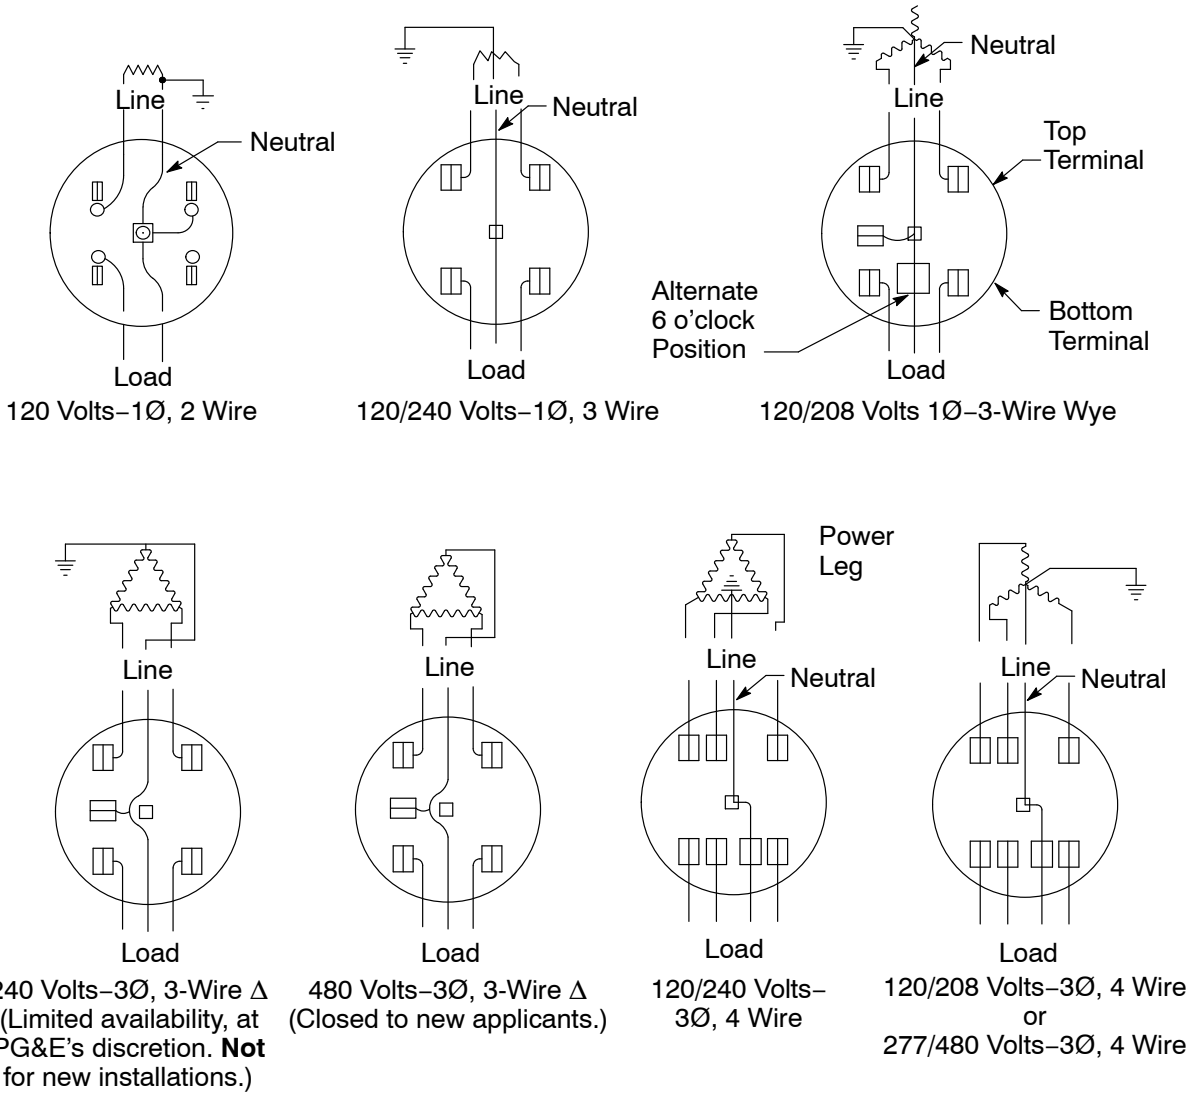 Line
Neutral
Load
120 Volts–1Ø, 2 Wire
Line
Neutral
Load
120/240 Volts–1Ø, 3 Wire
Neutral
Line
Top
Terminal
Alternate
6 o’clock
Position
Bottom
Terminal
Load
120/208 Volts 1Ø–3-Wire Wye
Line
Load
240 Volts–3Ø, 3-Wire Δ
(Limited availability, at
PG&E’s discretion. Not
for new installations.)
Line
Load
480 Volts–3Ø, 3-Wire Δ
(Closed to new applicants.)
Power
Leg
Line
Neutral
Load
120/240 Volts–
3Ø, 4 Wire
Line
Neutral
Load
120/208 Volts–3Ø, 4 Wire
or
277/480 Volts–3Ø, 4 Wire